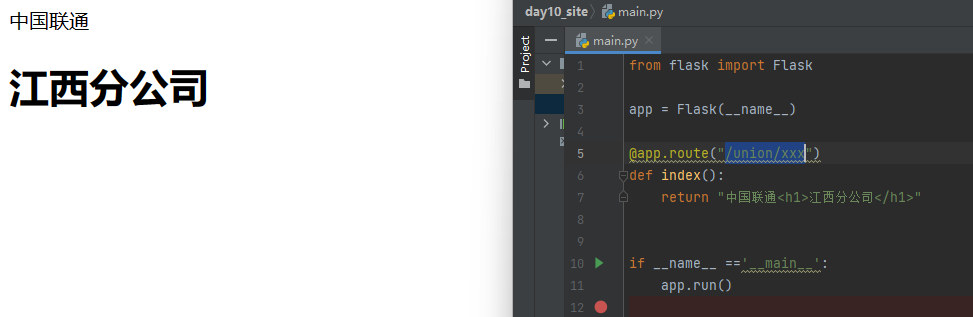 中国联通
江西分公司
day10_site main.py
Project
main.py
1 from flask import Flask
2
3 app = Flask(__name__)
4
5 @app.route("/union/xxx")
6 def index():
7 return "中国联通<h1>江西分公司</h1>"
8
9
10 if __name__ =='__main__':
11 app.run()
12